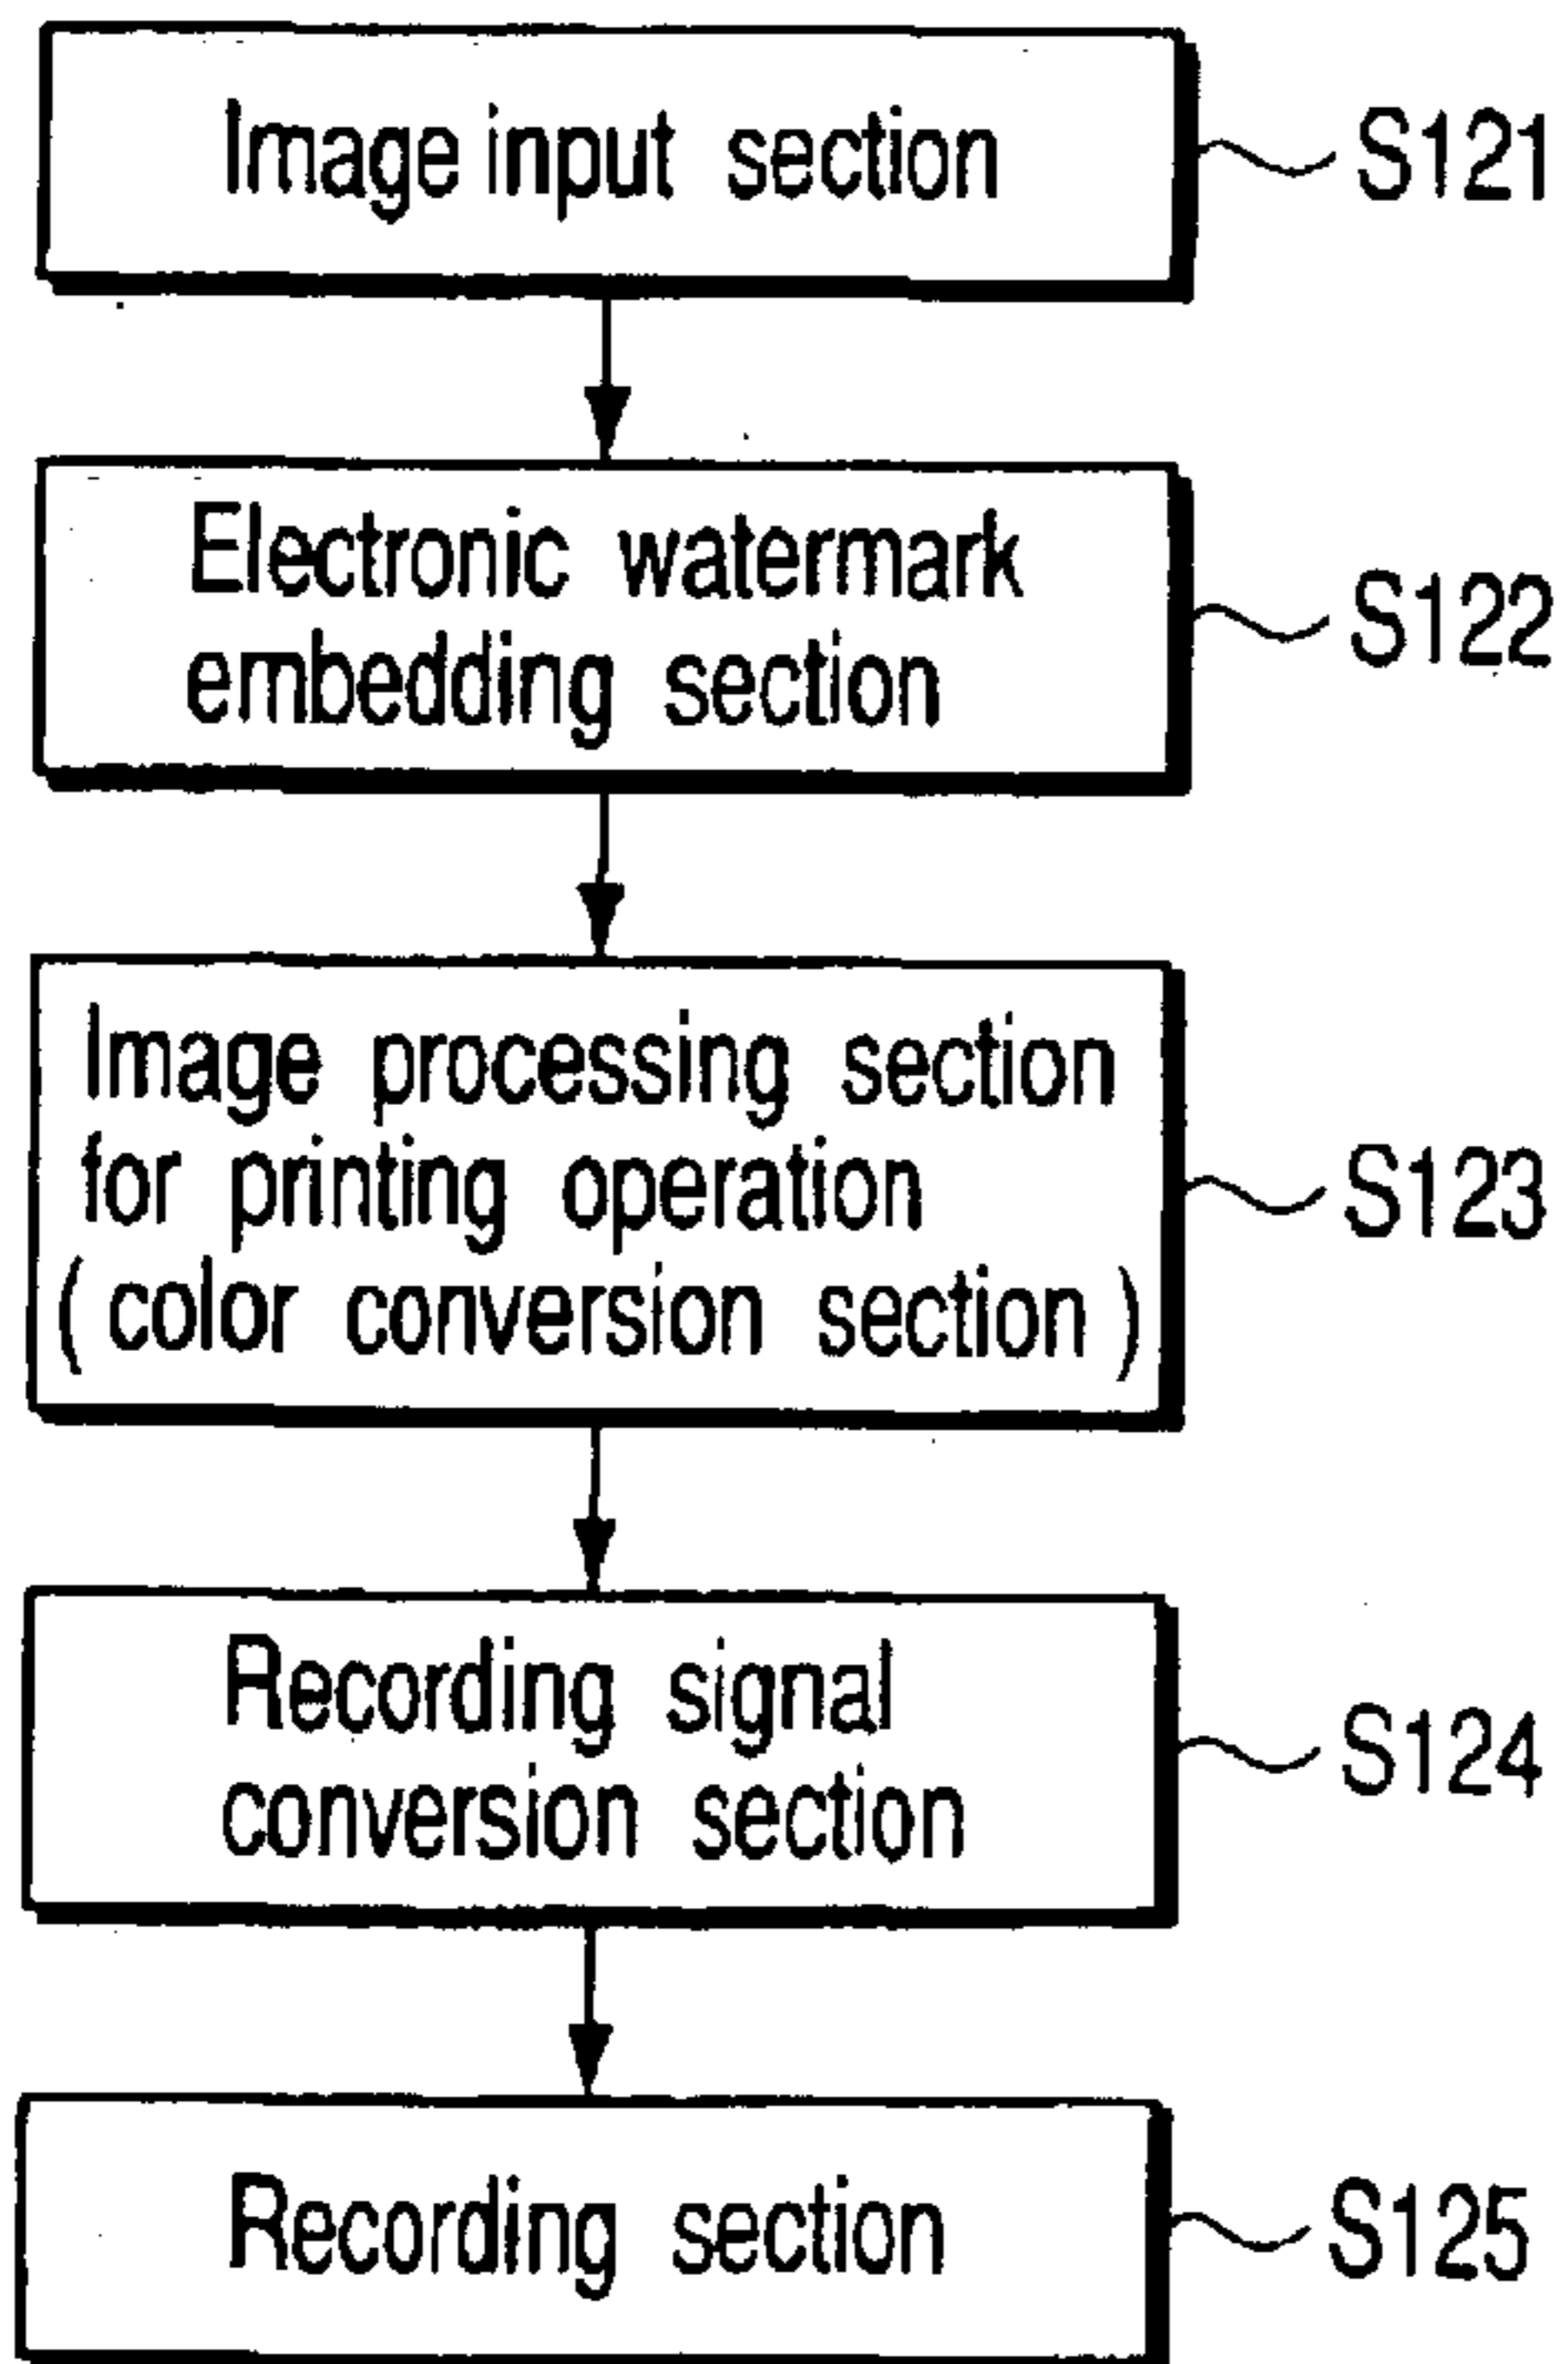 Image input section
S121
Electronic watermark
embedding section
S122
Image processing section
for printing operation
( color conversion section )
S123
Recording signal
conversion section
S124
Recording section
S125